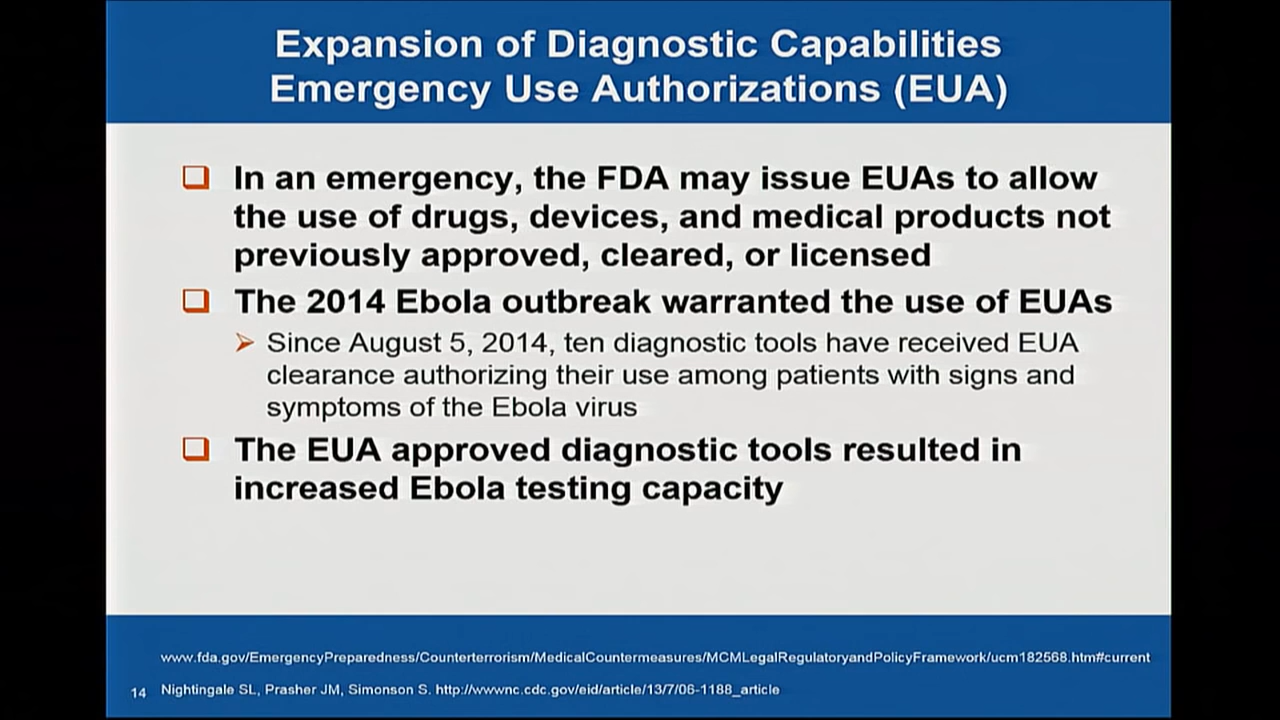 Expansion of Diagnostic Capabilities
Emergency Use Authorizations (EUA)
In an emergency, the FDA may issue EUAs to allow
the use of drugs, devices, and medical products not
previously approved, cleared, or licensed
The 2014 Ebola outbreak warranted the use of EUAs
Since August 5, 2014, ten diagnostic tools have received EUA
clearance authorizing their use among patients with signs and
symptoms of the Ebola virus
The EUA approved diagnostic tools resulted in
increased Ebola testing capacity
www.fda.gov/EmergencyPreparedness/Counterterrorism/MedicalCountermeasures/MCMLegalRegulatoryandPolicyFramework/ucm182568.htm#current
14 Nightingale SL, Prasher JM, Simonson S. http://wwwnc.cdc.gov/eid/article/13/7/06-1188_article